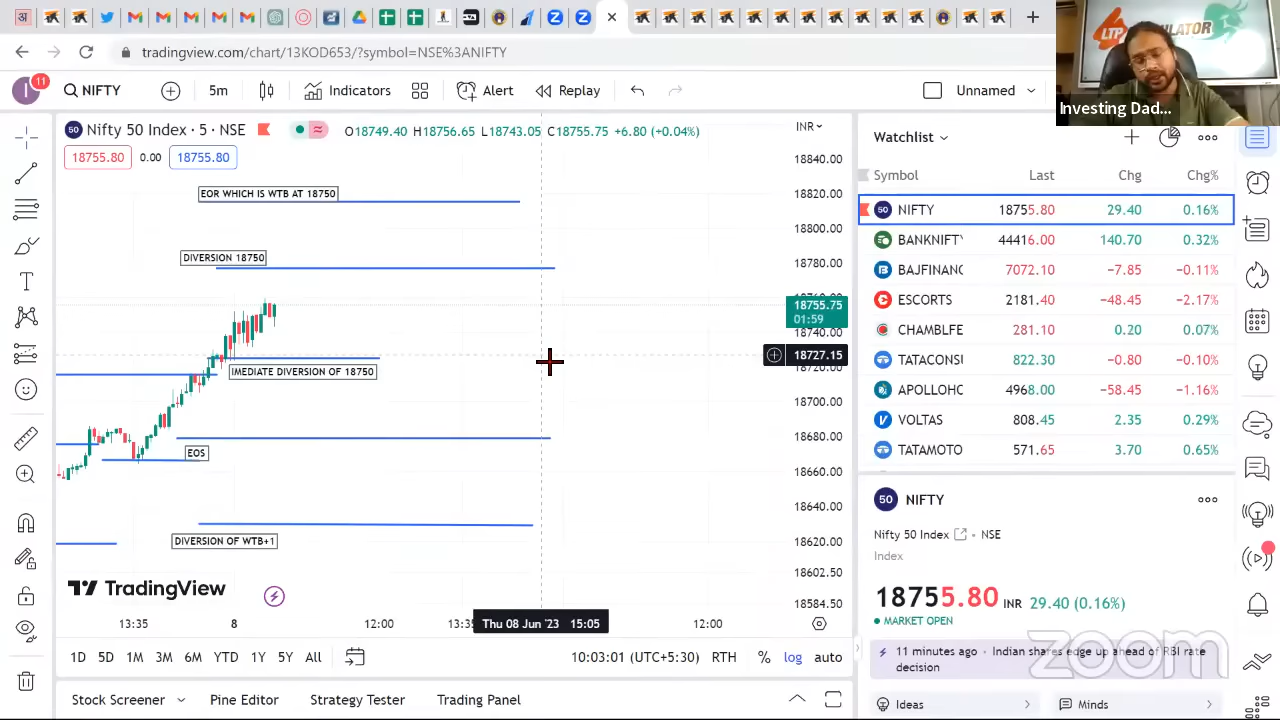 tradingview.com/chart/13KOD653/?symbol=NSE%3ANIFTY
LTP CALCULATOR
Investing Dad...
I 11 NIFTY 5m Indicators Alert Replay Unnamed
50 Nifty 50 Index · 5 · NSE O18749.40 H18756.65 L18743.05 C18755.75 +6.80 (+0.04%) INR
18755.80 0.00 18755.80
EOR WHICH IS WTB AT 18750
DIVERSION 18750
IMEDIATE DIVERSION OF 18750
EOS
DIVERSION OF WTB+1
18840.00
18820.00
18800.00
18780.00
18755.75
01:59
18740.00
18727.15
18720.00
18700.00
18680.00
18660.00
18640.00
18620.00
18602.50
18584.50
TradingView
13:35 8 12:00 13:35 Thu 08 Jun '23 15:05 12:00
1D 5D 1M 3M 6M YTD 1Y 5Y All 10:03:01 (UTC+5:30) RTH % log auto
Stock Screener Pine Editor Strategy Tester Trading Panel
Watchlist
Symbol Last Chg Chg%
50 NIFTY 18755.80 29.40 0.16%
BANKNIFTY 44416.00 140.70 0.32%
BAJFINANC 7072.10 −7.85 −0.11%
ESCORTS 2181.40 −48.45 −2.17%
CHAMBLFE 281.10 0.20 0.07%
TATACONSU 822.30 −0.80 −0.10%
APOLLOHO 4968.00 −58.45 −1.16%
VOLTAS 808.45 2.35 0.29%
TATAMOTO 571.65 3.70 0.65%
50 NIFTY
Nifty 50 Index · NSE
Index
18755.80 INR 29.40 (0.16%)
MARKET OPEN
11 minutes ago · Indian shares edge up ahead of RBI rate
decision
zoom
Ideas Minds